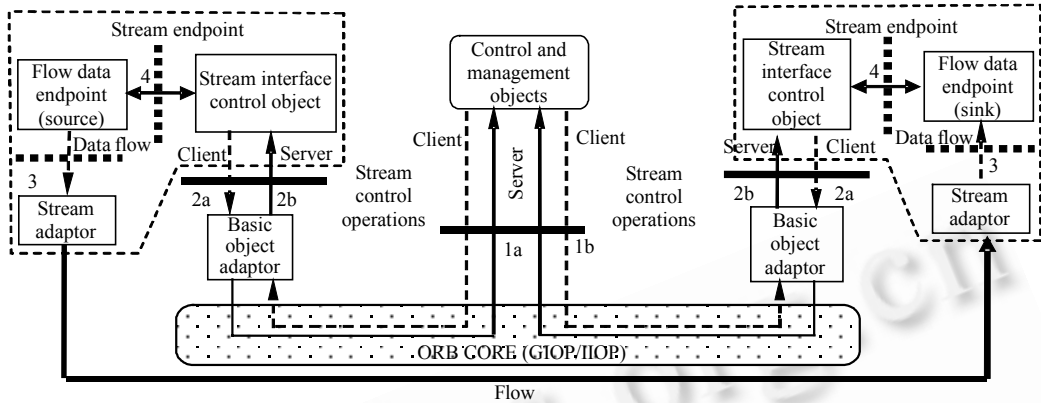 Stream endpoint
Flow data
endpoint
(source)
4
Stream interface
control object
Data flow
3
Client
Server
2a
2b
Stream
adaptor
Basic
object
adaptor
Stream
control
operations
Control and
management
objects
Client
Server
Client
1a
1b
Stream
control
operations
Stream endpoint
Stream
interface
control
object
4
Flow data
endpoint
(sink)
Data flow
3
Server
Client
2b
2a
Basic
object
adaptor
Stream adaptor
ORB CORE (GIOP/IIOP)
Flow
org.cn